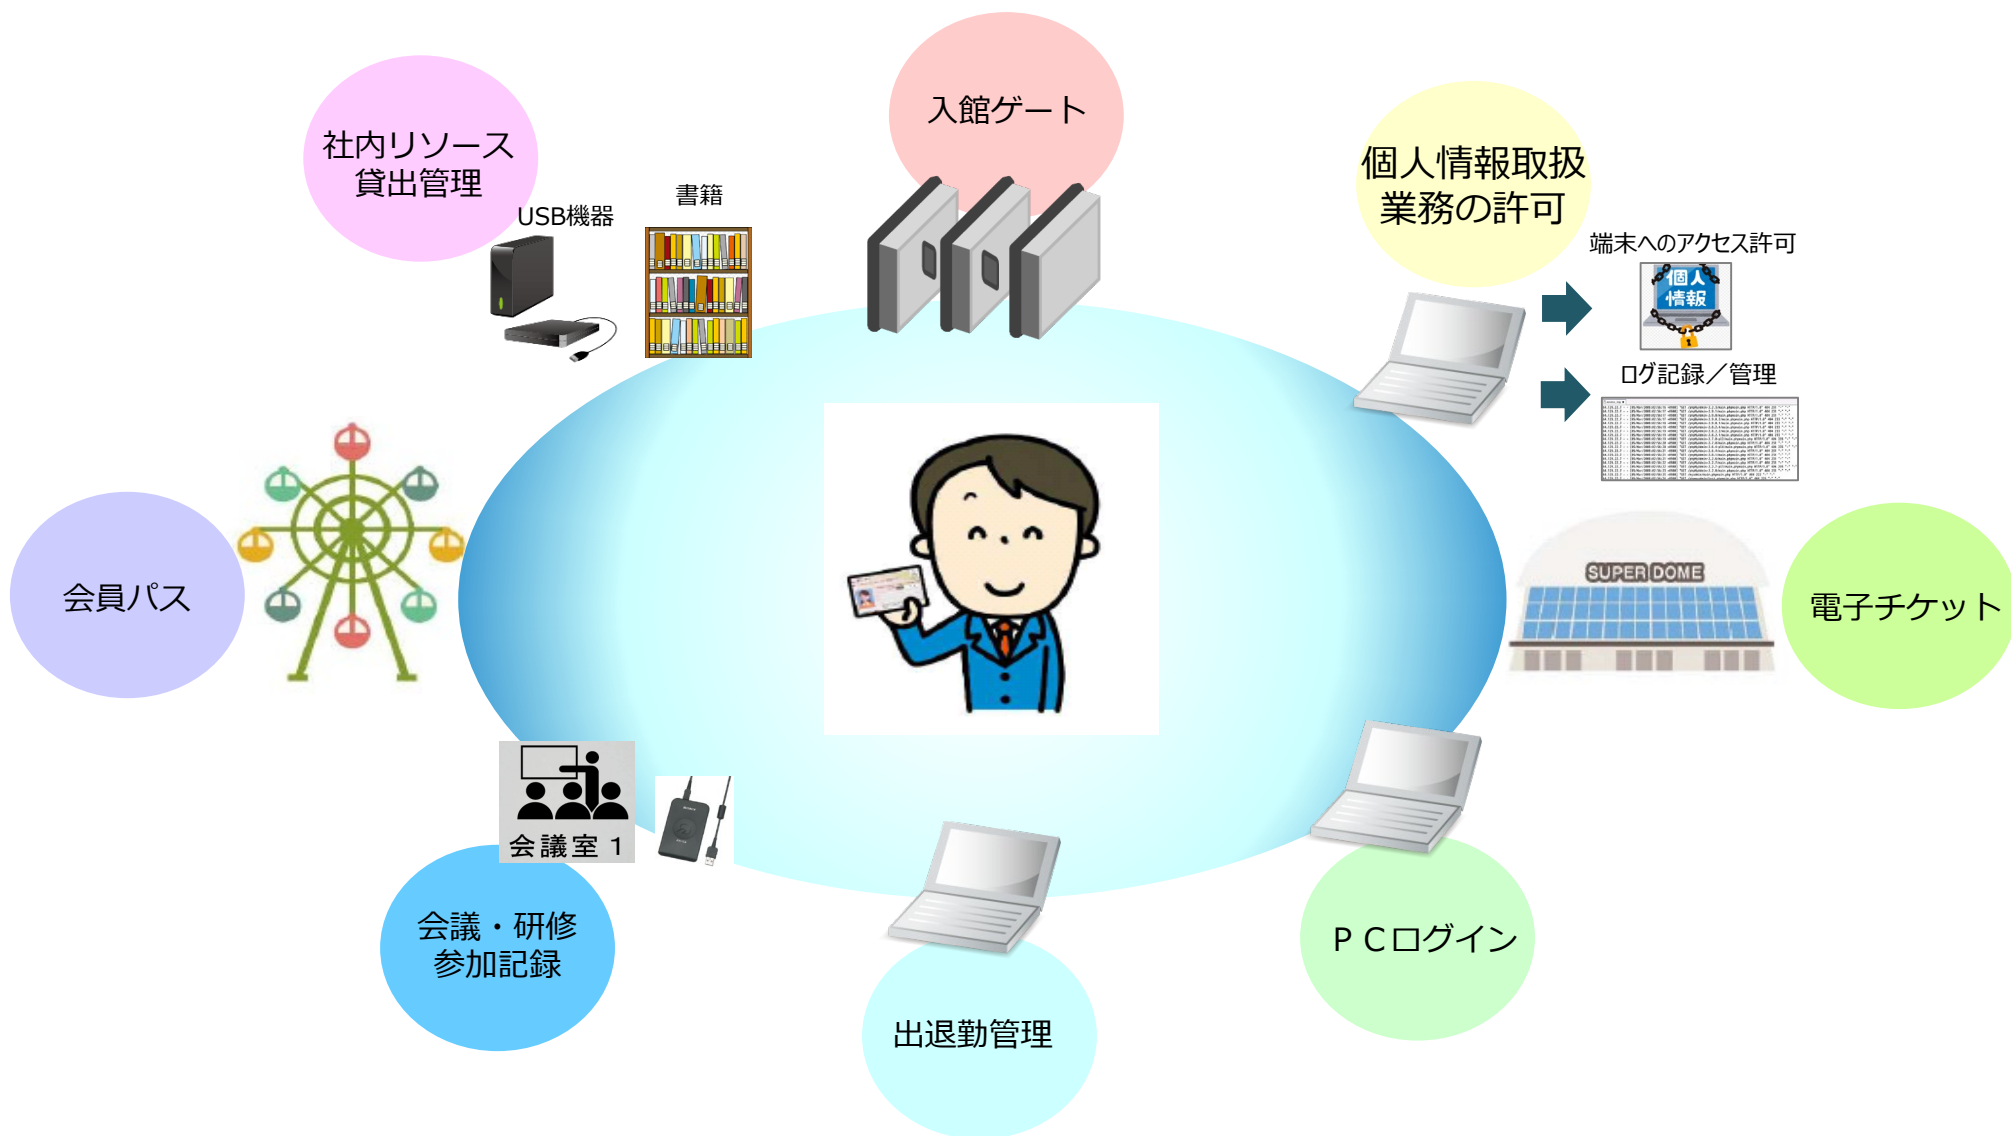 入館ゲート
社内リソース
貸出管理
USB機器
書籍
個人情報取扱
業務の許可
端末へのアクセス許可
個人
情報
ログ記録／管理
会員パス
SUPER DOME
電子チケット
会議室 1
会議・研修
参加記録
ＰＣログイン
出退勤管理